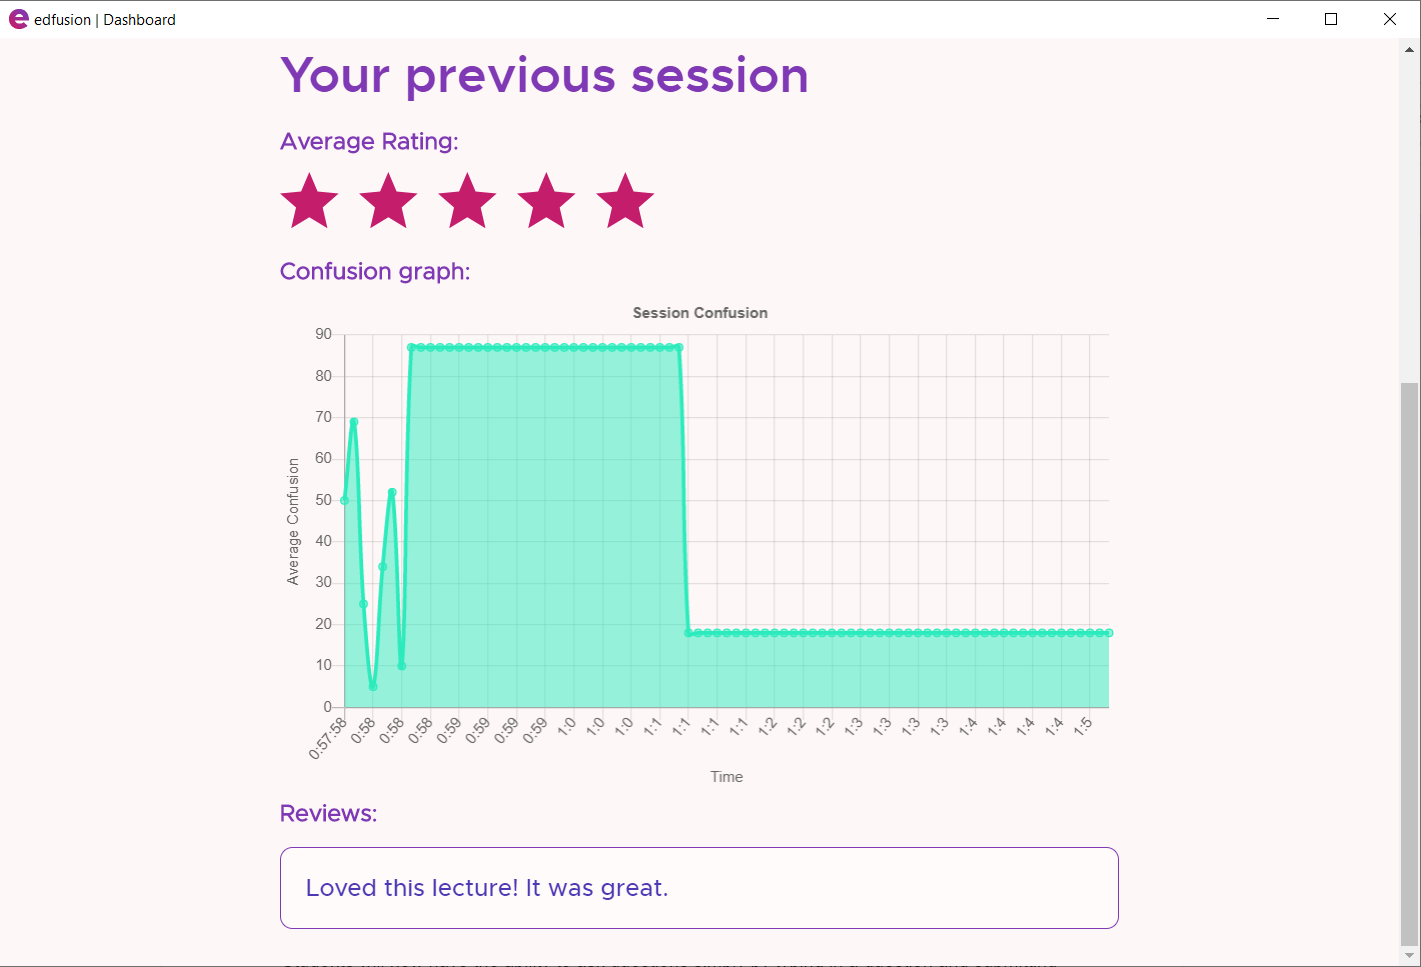 edfusion | Dashboard
Your previous session
Average Rating:
Confusion graph:
Session Confusion
90
80
70
60
50
40
30
20
10
0
Average Confusion
0:57:58 0:58 0:58 0:58 0:59 0:59 0:59 0:59 1:0 1:0 1:0 1:1 1:1 1:1 1:1 1:2 1:2 1:2 1:3 1:3 1:3 1:3 1:4 1:4 1:4 1:4 1:5
Time
Reviews:
Loved this lecture! It was great.